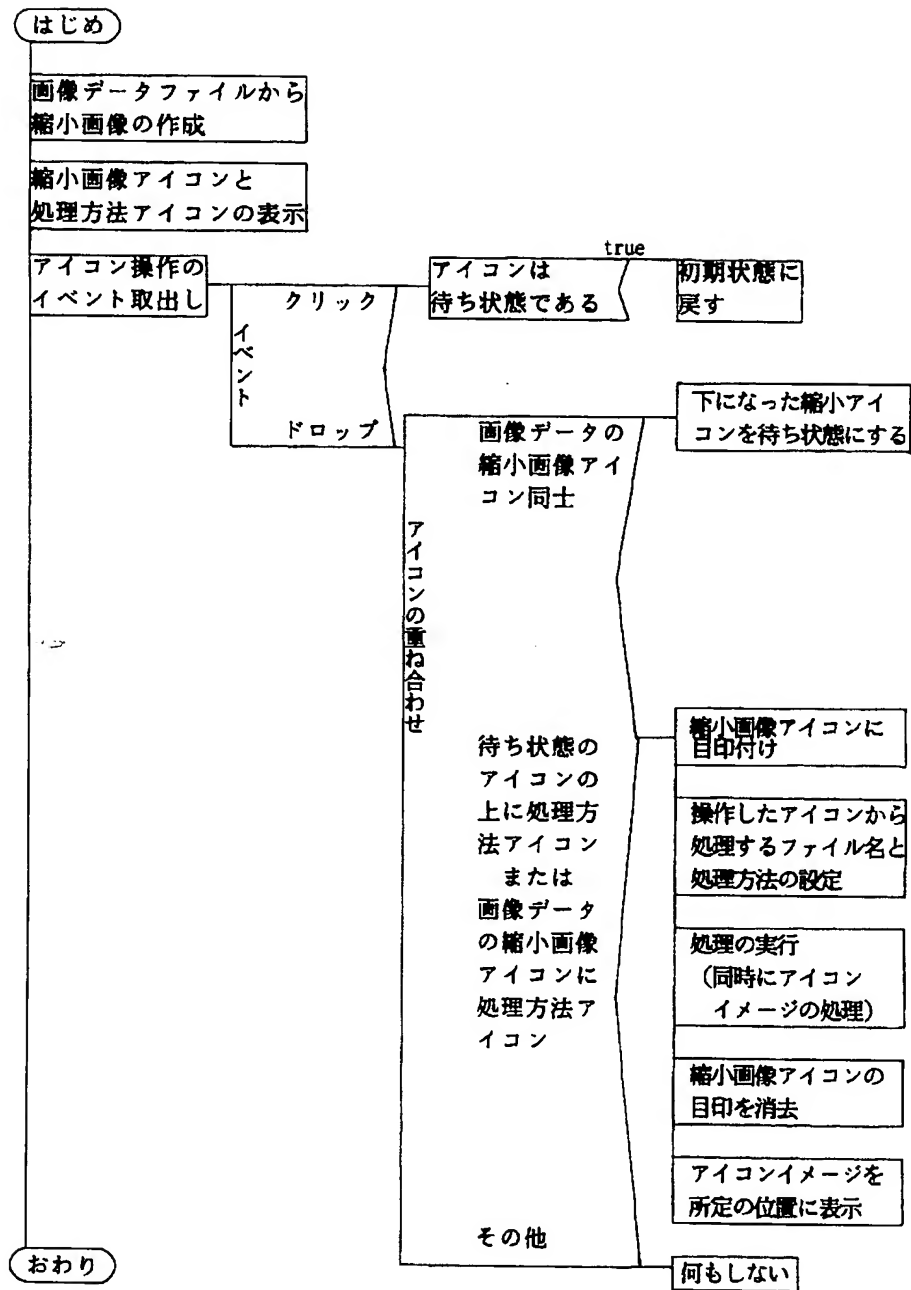 はじめ
画像データファイルから
縮小画像の作成
縮小画像アイコンと
処理方法アイコンの表示
アイコン操作の
イベント取出し
イベント
クリック
アイコンは
待ち状態である
true
初期状態に
戻す
ドロップ
アイコンの重ね合わせ
画像データの
縮小画像アイ
コン同士
下になった縮小アイ
コンを待ち状態にする
待ち状態の
アイコンの
上に処理方
法アイコン
または
画像データ
の縮小画像
アイコンに
処理方法ア
イコン
縮小画像アイコンに
目印付け
操作したアイコンから
処理するファイル名と
処理方法の設定
処理の実行
(同時にアイコン
イメージの処理)
縮小画像アイコンの
目印を消去
アイコンイメージを
所定の位置に表示
その他
何もしない
おわり